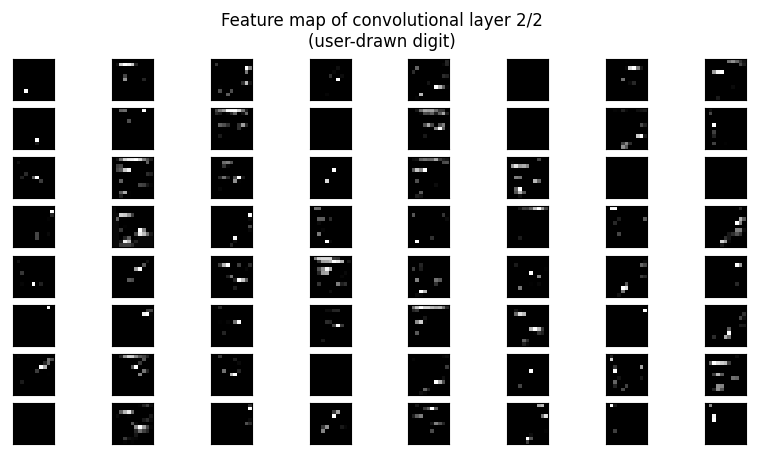 Feature map of convolutional layer 2/2
(user-drawn digit)